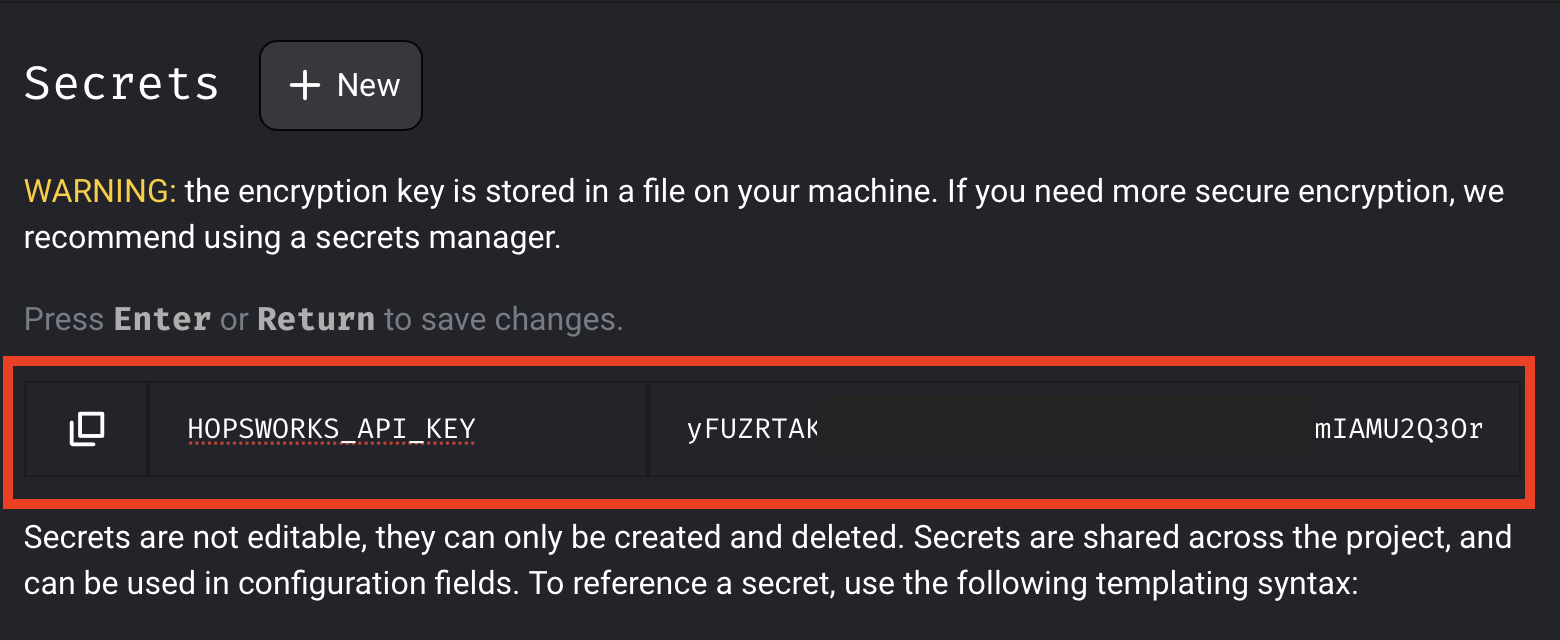 Secrets
+ New
WARNING: the encryption key is stored in a file on your machine. If you need more secure encryption, we
recommend using a secrets manager.
Press Enter or Return to save changes.
HOPSWORKS_API_KEY yFUZRTAK mIAMU2Q3Or
Secrets are not editable, they can only be created and deleted. Secrets are shared across the project, and
can be used in configuration fields. To reference a secret, use the following templating syntax: